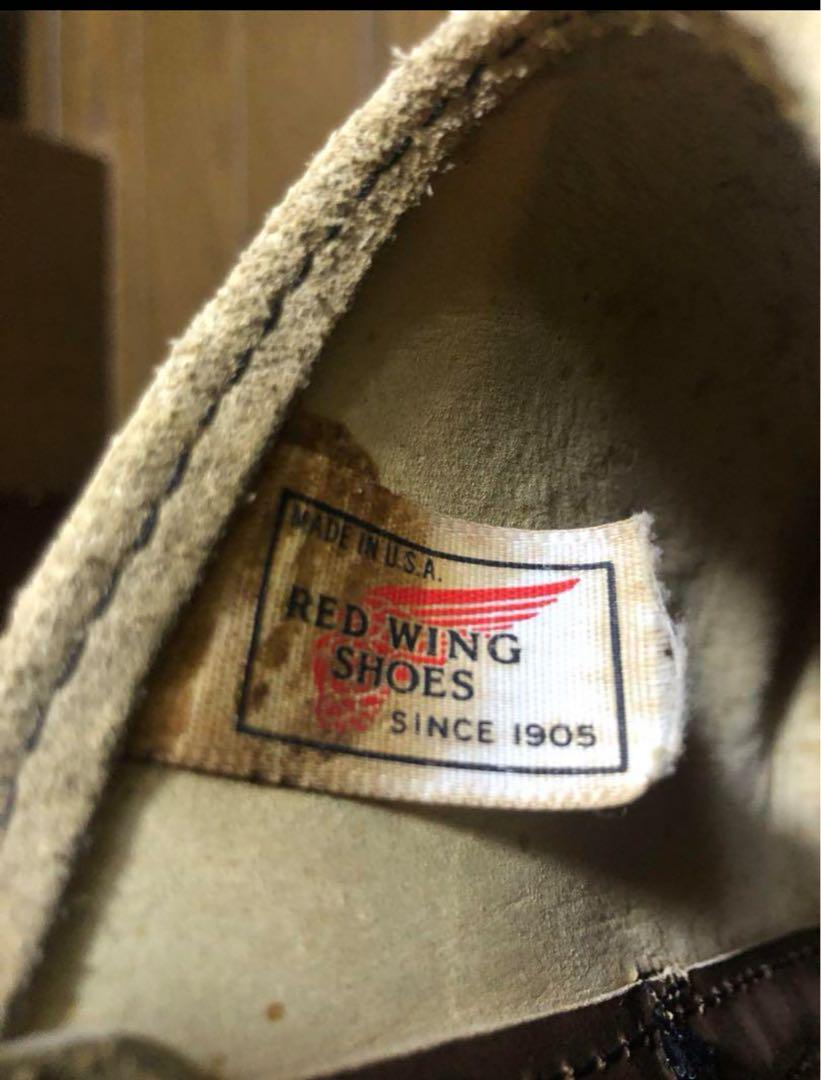 MADE IN U.S.A.
RED WING
SHOES
SINCE 1905